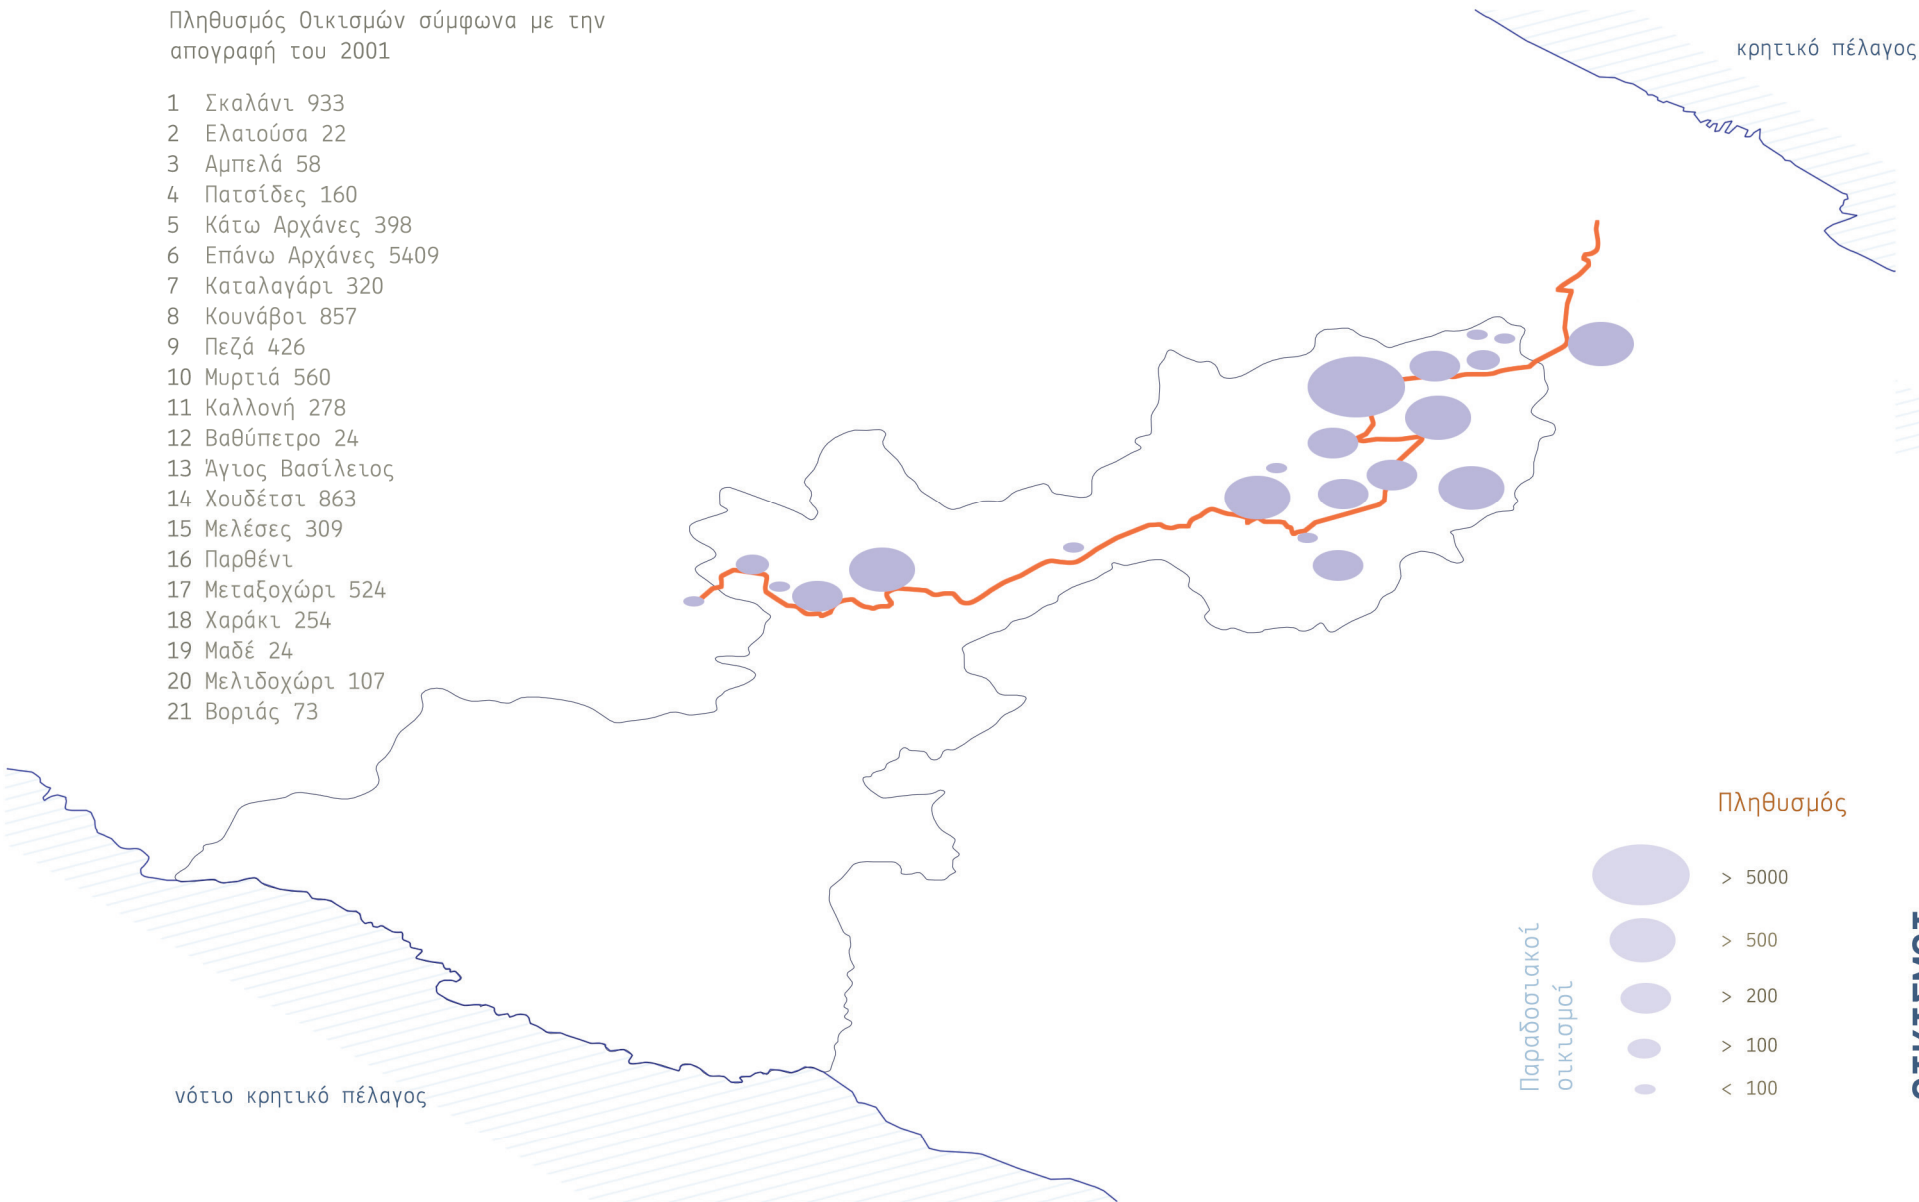 Πληθυσμός Οικισμών σύμφωνα με την
απογραφή του 2001
1 Σκαλάνι 933
2 Ελαιούσα 22
3 Αμπελά 58
4 Πατσίδες 160
5 Κάτω Αρχάνες 398
6 Επάνω Αρχάνες 5409
7 Καταλαγάρι 320
8 Κουνάβοι 857
9 Πεζά 426
10 Μυρτιά 560
11 Καλλονή 278
12 Βαθύπετρο 24
13 Άγιος Βασίλειος
14 Χουδέτσι 863
15 Μελέσες 309
16 Παρθένι
17 Μεταξοχώρι 524
18 Χαράκι 254
19 Μαδέ 24
20 Μελιδοχώρι 107
21 Βοριάς 73
κρητικό πέλαγος
νότιο κρητικό πέλαγος
Πληθυσμός
> 5000
> 500
> 200
> 100
< 100
Παραδοσιακοί
οικισμοί